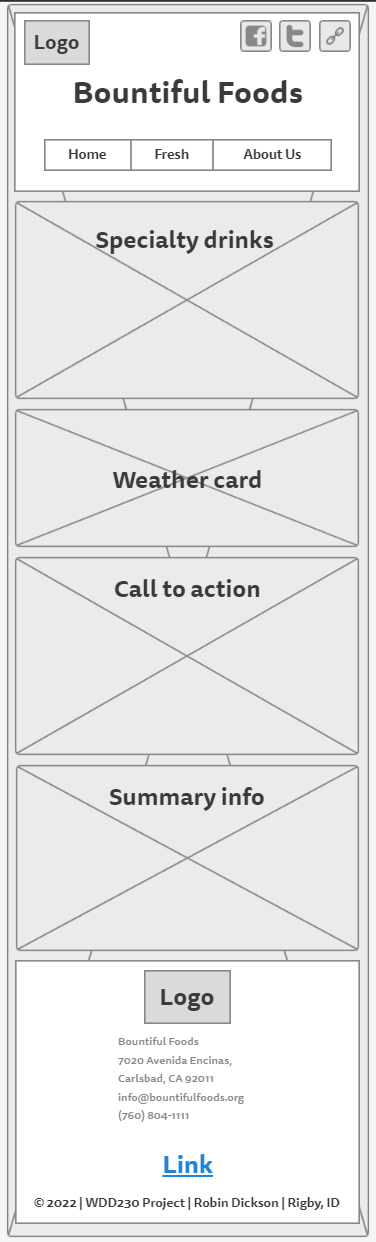 Logo
Bountiful Foods
Home Fresh About Us
Specialty drinks
Weather card
Call to action
Summary info
Logo
Bountiful Foods
7020 Avenida Encinas,
Carlsbad, CA 92011
info@bountifulfoods.org
(760) 804-1111
Link
© 2022 | WDD230 Project | Robin Dickson | Rigby, ID